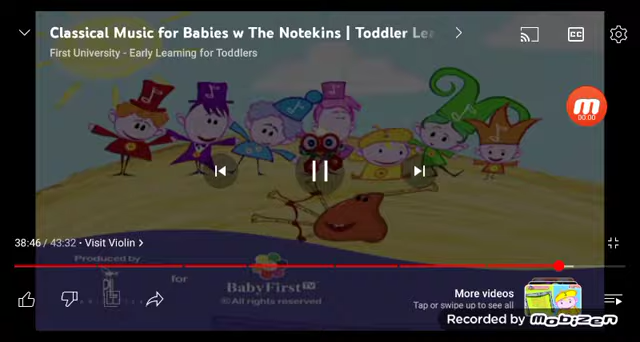 Classical Music for Babies w The Notekins | Toddler Le
First University - Early Learning for Toddlers
CC
00:00
38:46 / 43:32 • Visit Violin >
Produced by
for
BabyFirst TV
© All rights reserved
More videos
Tap or swipe up to see all
Recorded by Mobizen